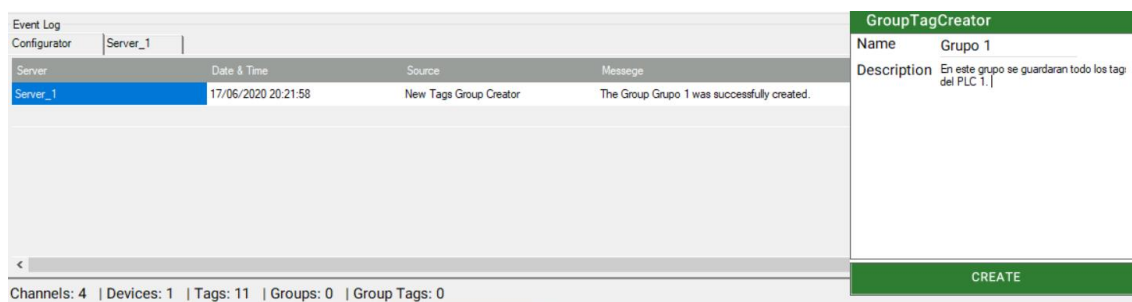 Event Log
Configurator Server_1
Server Date & Time Source Messege
Server_1 17/06/2020 20:21:58 New Tags Group Creator The Group Grupo 1 was successfully created.
Channels: 4 | Devices: 1 | Tags: 11 | Groups: 0 | Group Tags: 0
GroupTagCreator
Name Grupo 1
Description En este grupo se guardaran todo los tag
del PLC 1.
CREATE